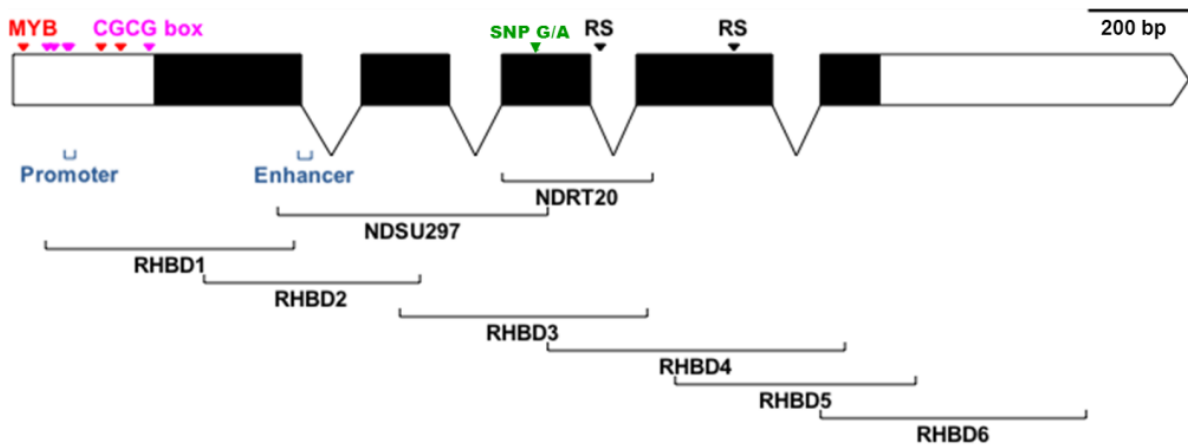 MYB CGCG box SNP G/A RS RS 200 bp
Promoter Enhancer
NDRT20
NDSU297
RHBD1
RHBD2
RHBD3
RHBD4
RHBD5
RHBD6